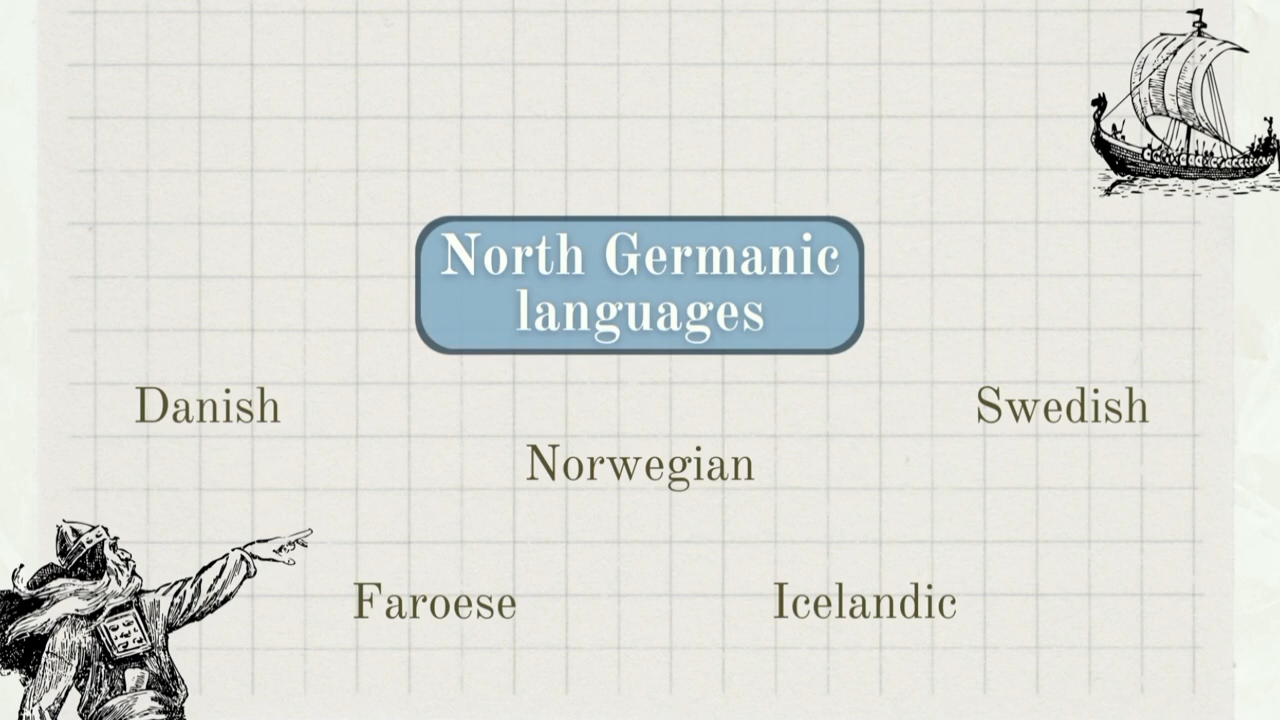 North Germanic
languages
Danish
Swedish
Norwegian
Faroese
Icelandic